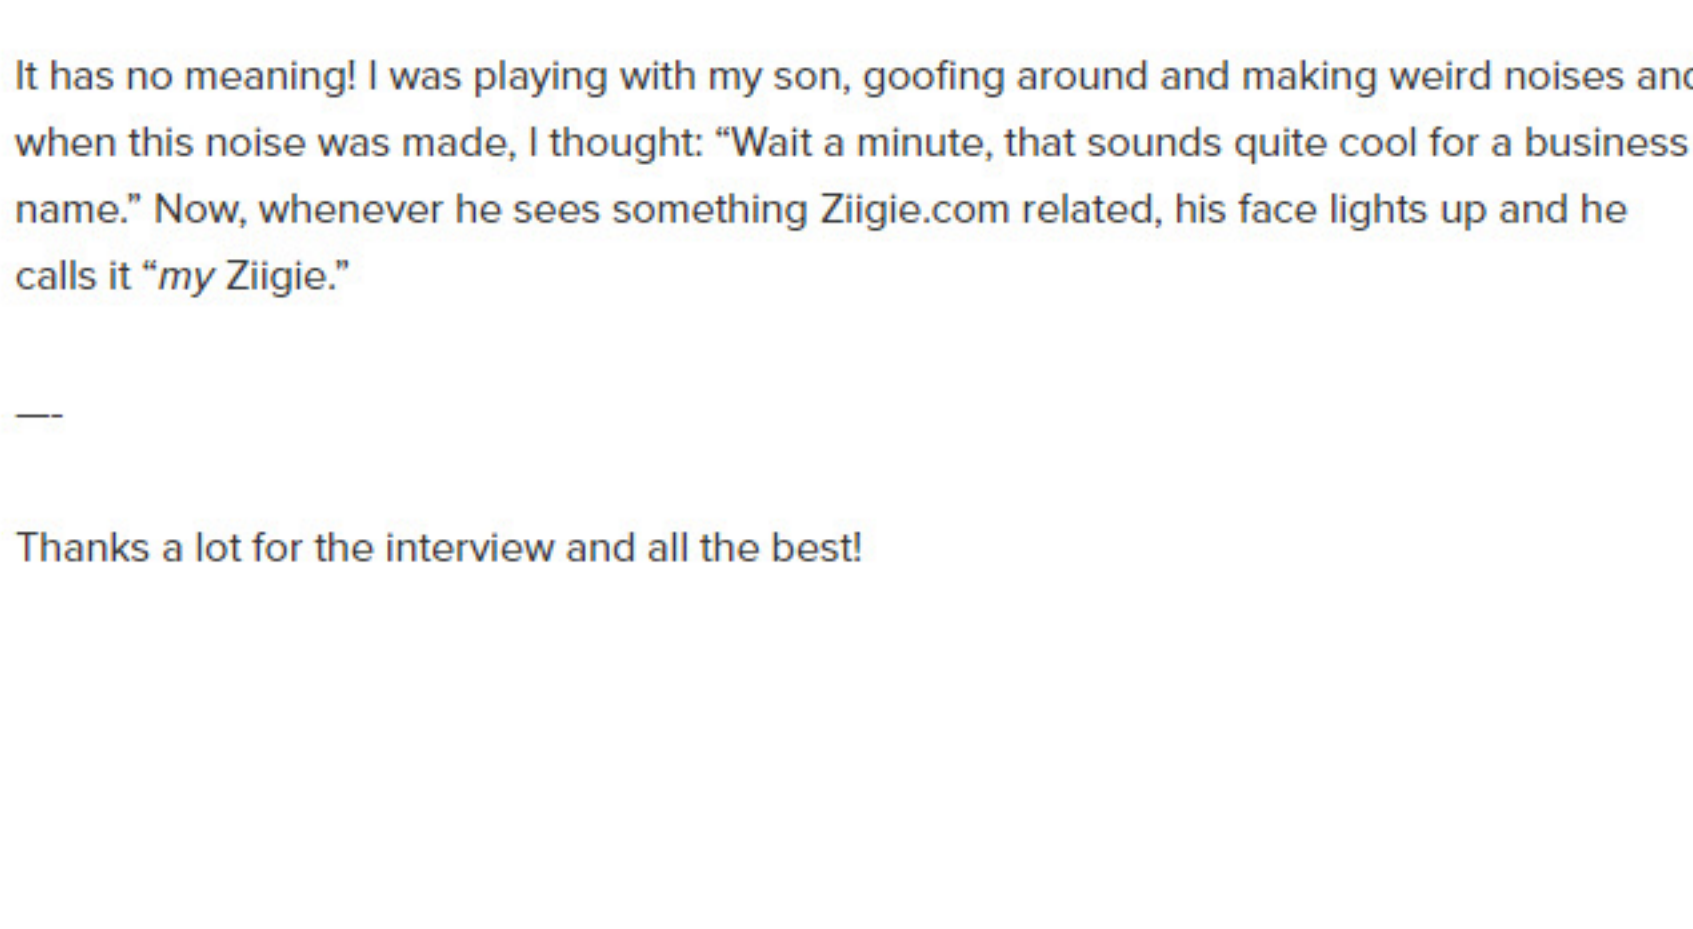 It has no meaning! I was playing with my son, goofing around and making weird noises and
when this noise was made, I thought: “Wait a minute, that sounds quite cool for a business
name.” Now, whenever he sees something Ziigie.com related, his face lights up and he
calls it “my Ziigie.”
—-
Thanks a lot for the interview and all the best!